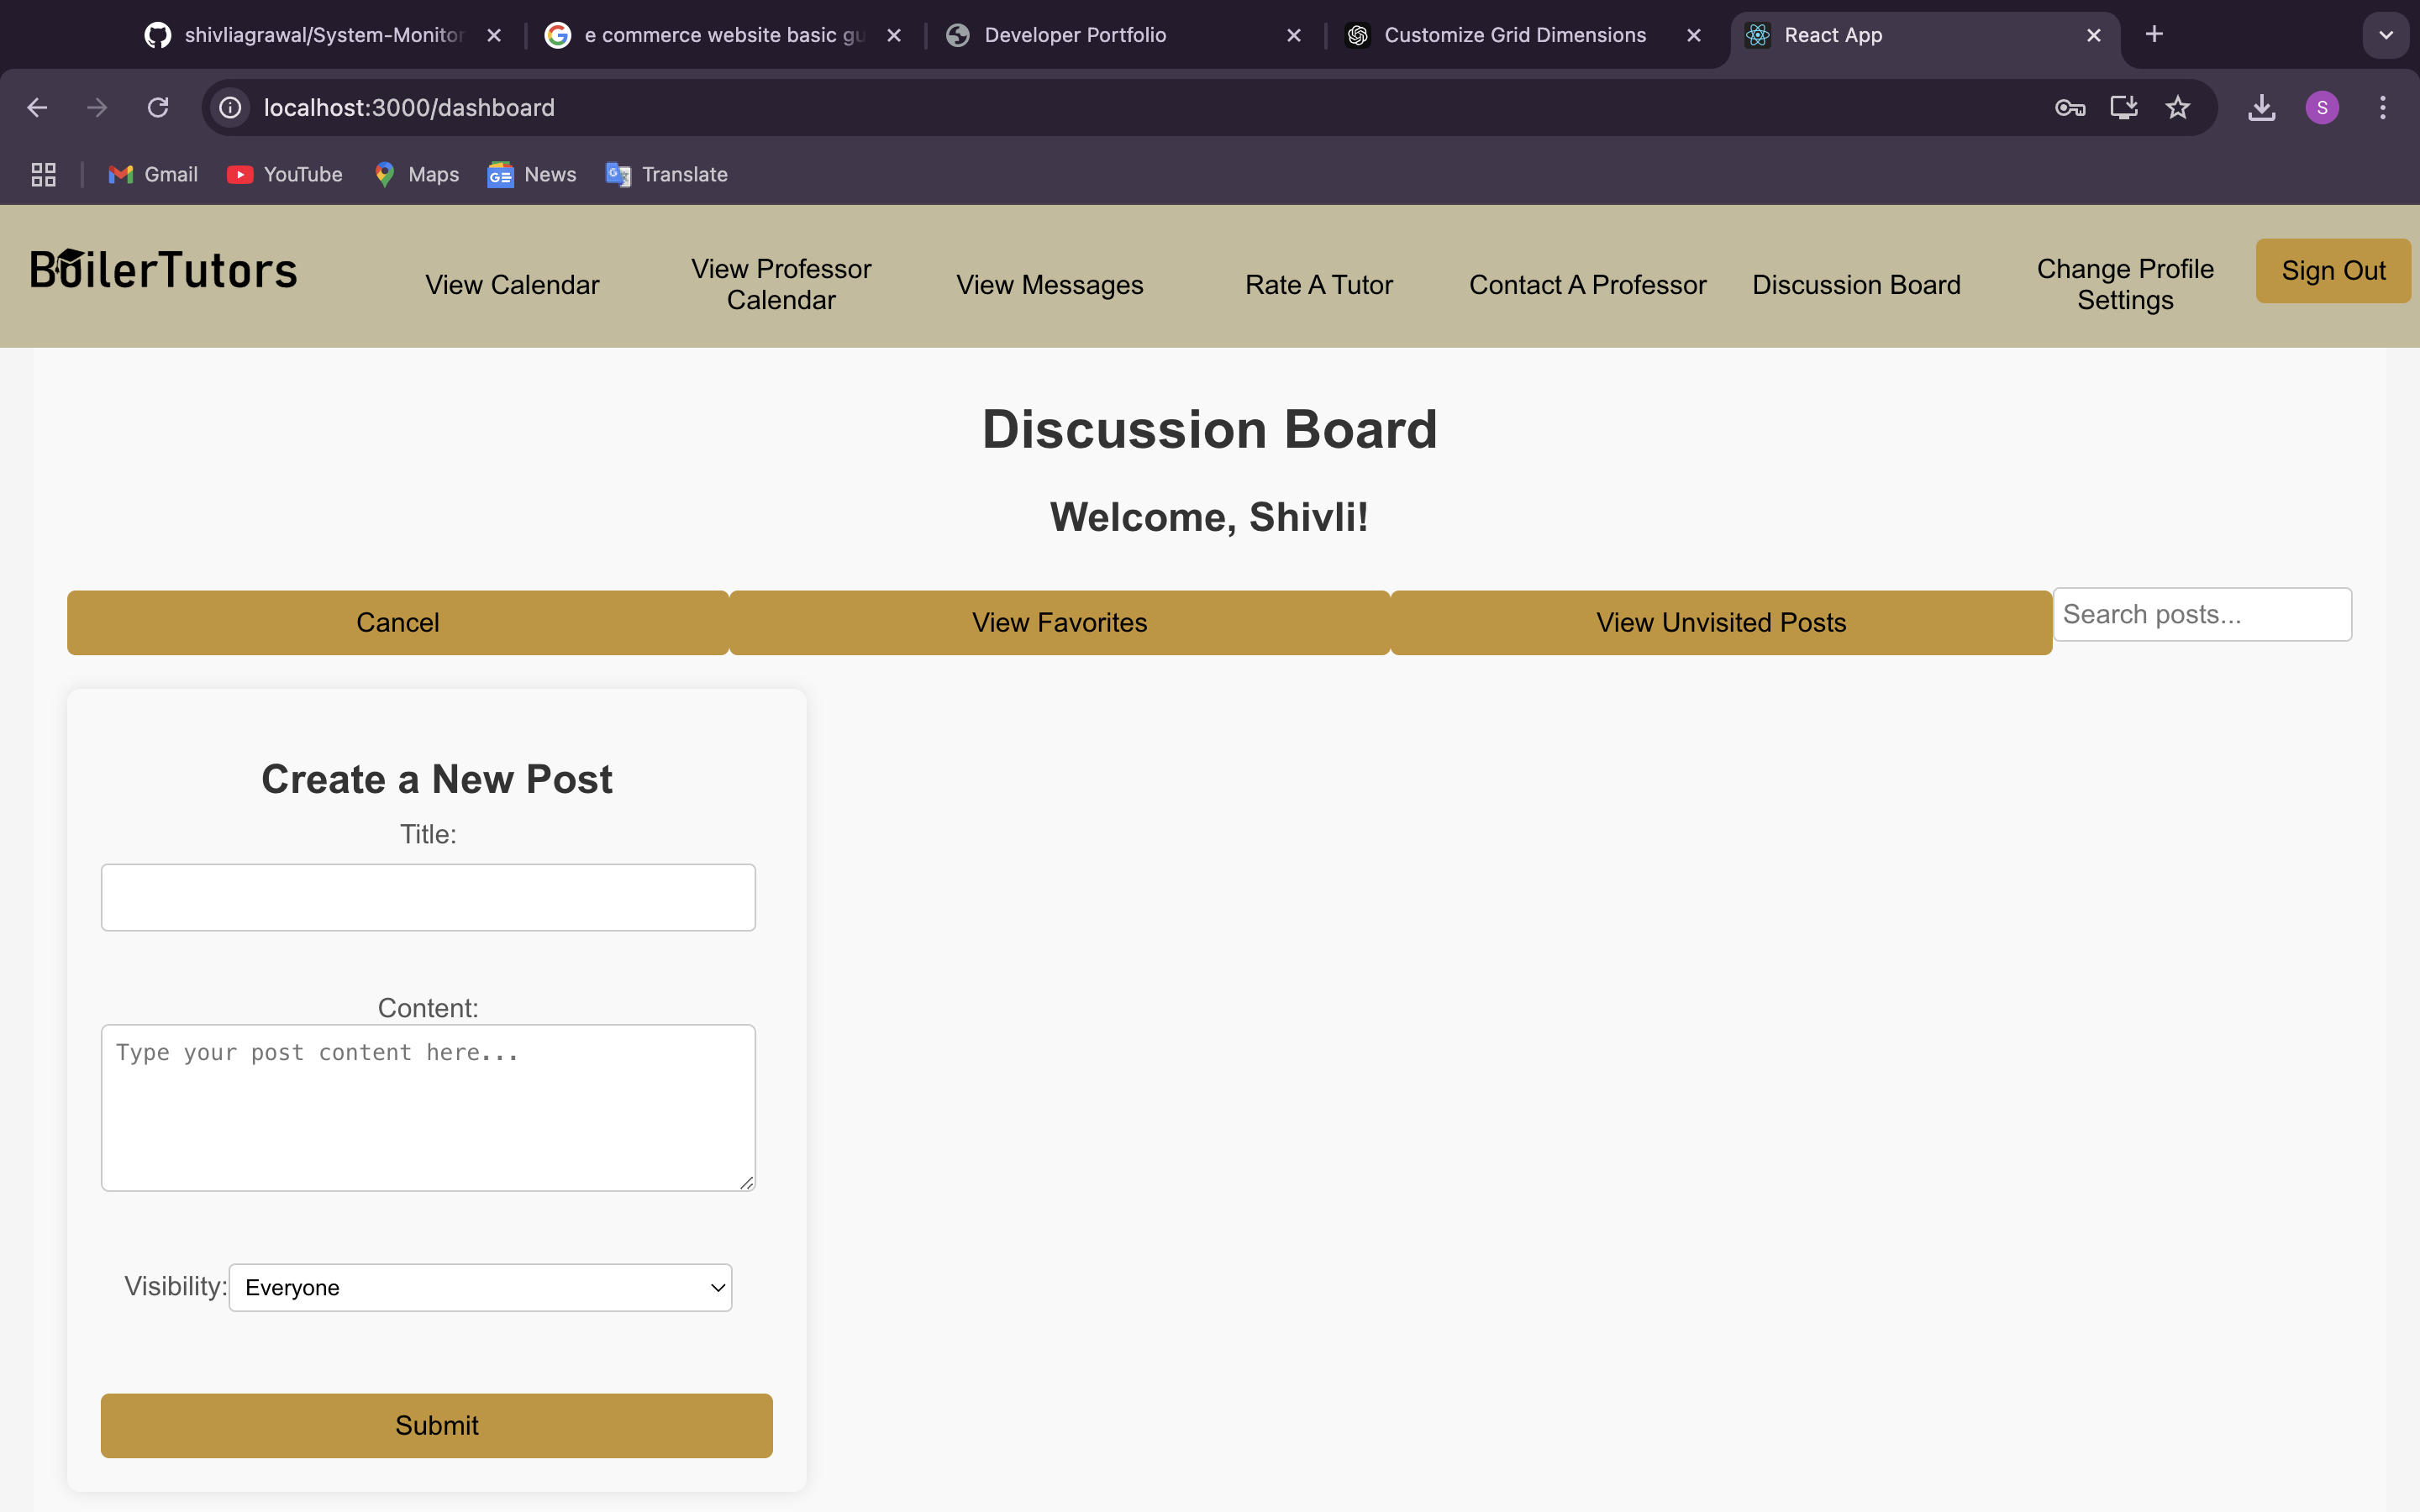 shivliagrawal/System-Monitor
e commerce website basic gu
Developer Portfolio
Customize Grid Dimensions
React App
localhost:3000/dashboard
S
Gmail
YouTube
Maps
News
Translate
BoilerTutors
View Calendar
View Professor
Calendar
View Messages
Rate A Tutor
Contact A Professor
Discussion Board
Change Profile
Settings
Sign Out
Discussion Board
Welcome, Shivli!
Cancel
View Favorites
View Unvisited Posts
Search posts...
Create a New Post
Title:
Content:
Type your post content here...
Visibility:
Everyone
Submit